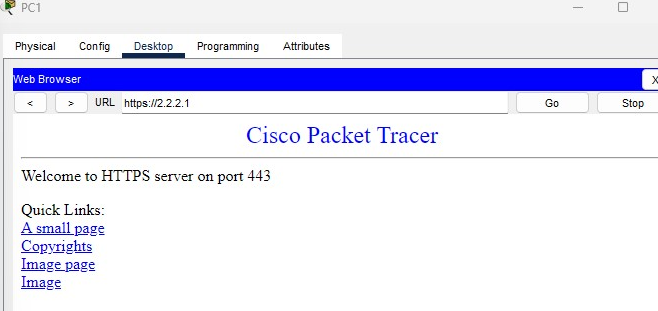 PC1
Physical Config Desktop Programming Attributes
Web Browser X
< > URL https://2.2.2.1 Go Stop
Cisco Packet Tracer
Welcome to HTTPS server on port 443
Quick Links:
A small page
Copyrights
Image page
Image